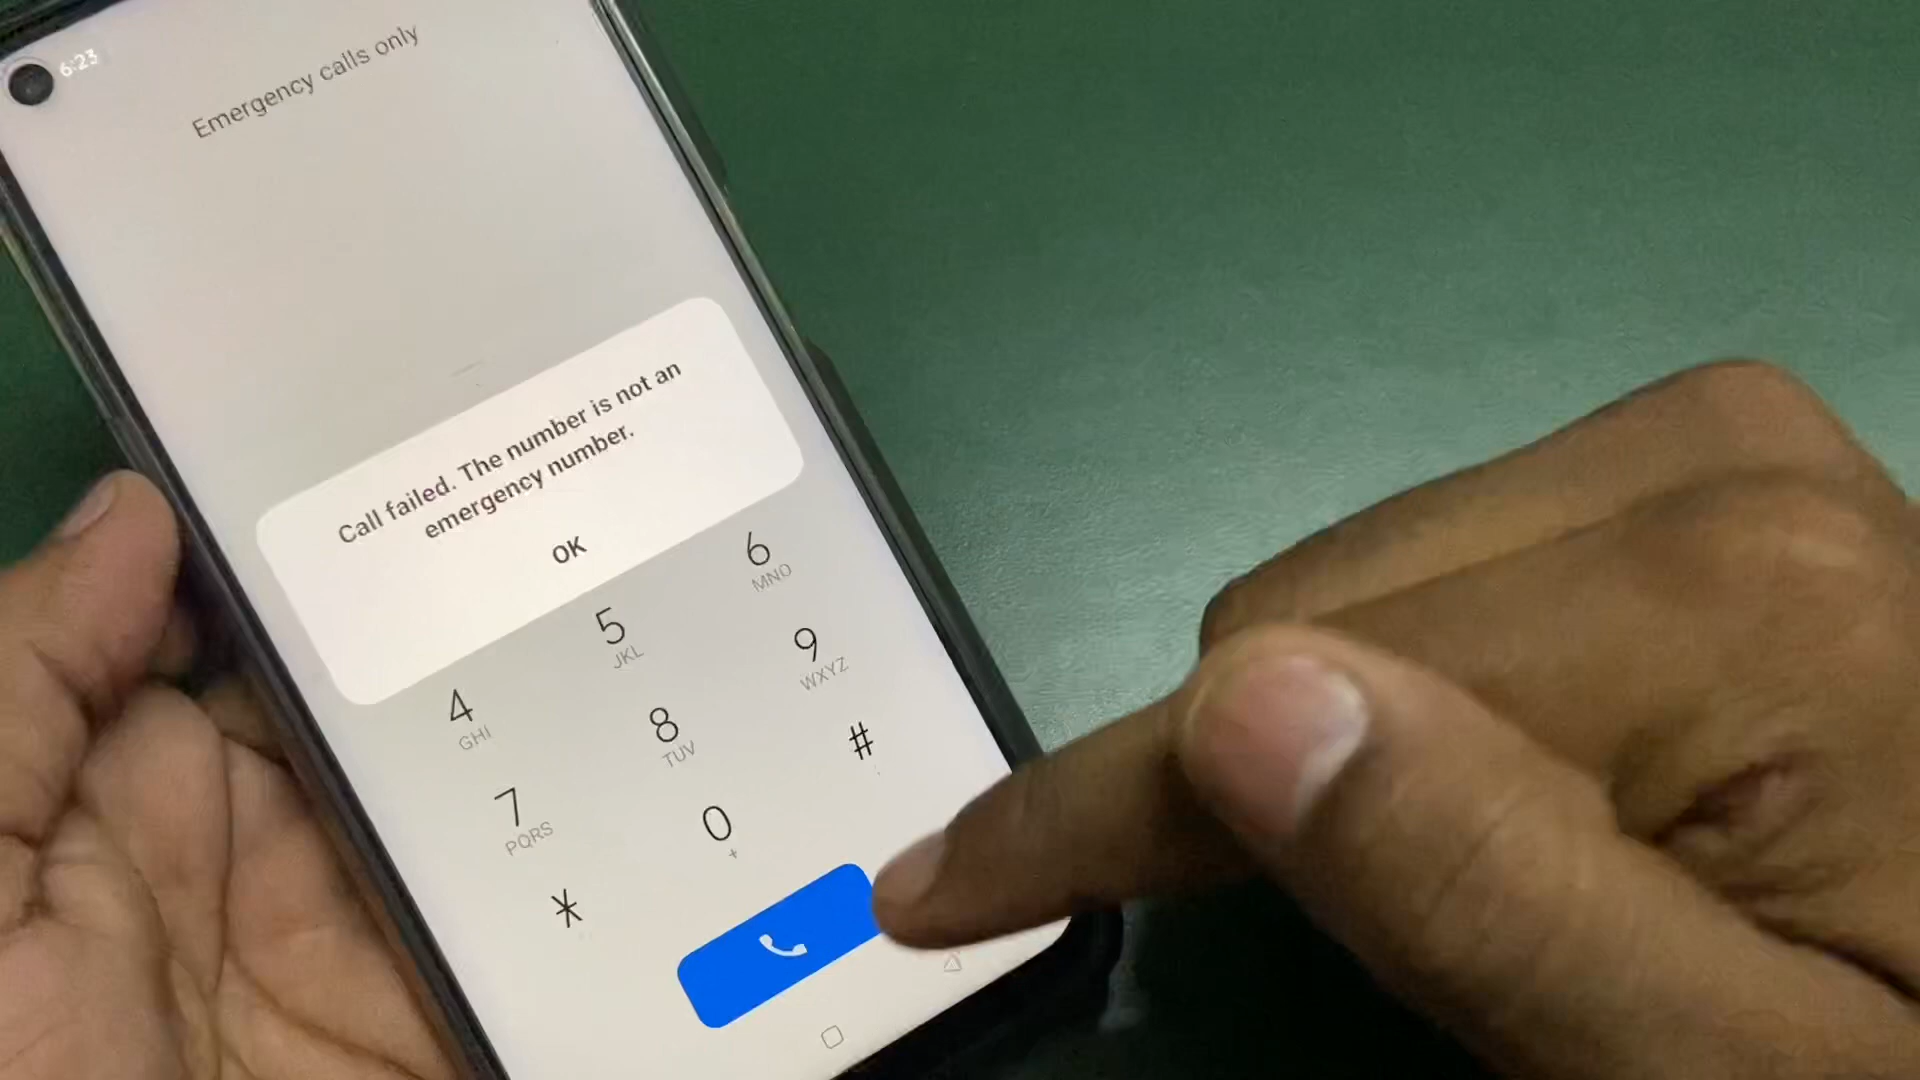 6:23
Emergency calls only
Call failed. The number is not an
emergency number.
OK
4
GHI
5
JKL
6
MNO
7
PQRS
8
TUV
9
WXYZ
*
0
+
#